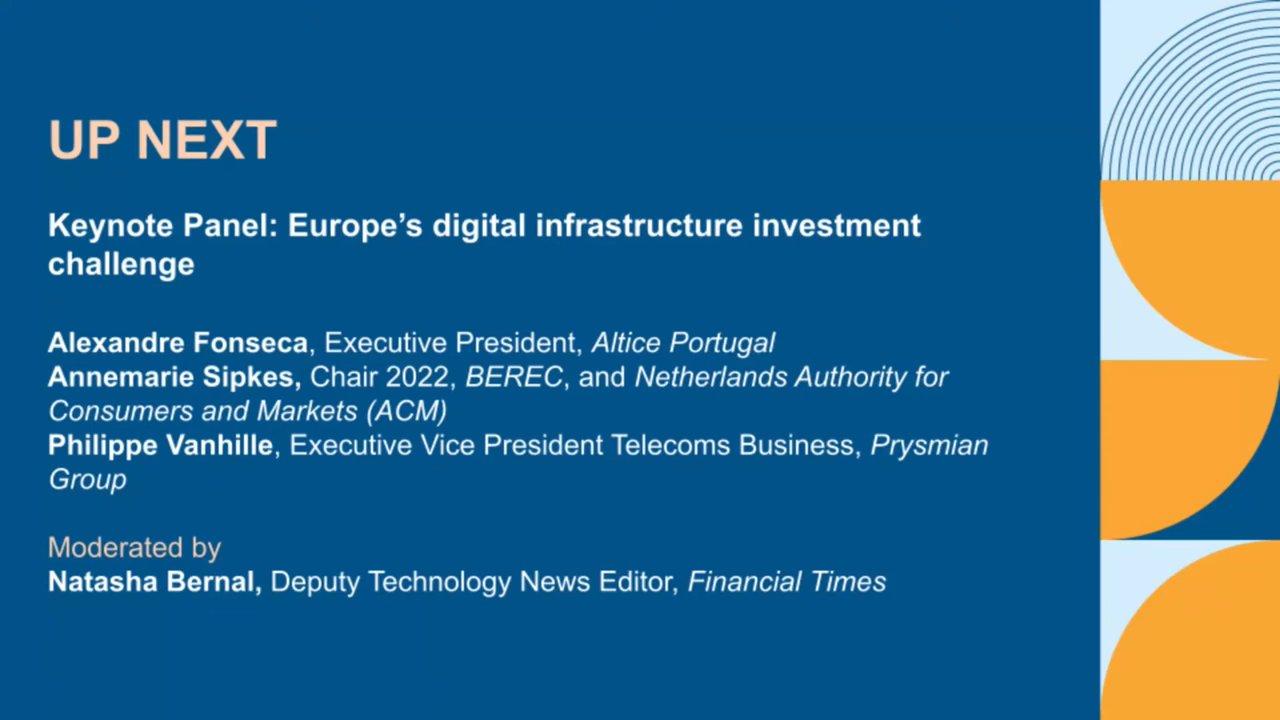 UP NEXT
Keynote Panel: Europe’s digital infrastructure investment
challenge
Alexandre Fonseca, Executive President, Altice Portugal
Annemarie Sipkes, Chair 2022, BEREC, and Netherlands Authority for
Consumers and Markets (ACM)
Philippe Vanhille, Executive Vice President Telecoms Business, Prysmian
Group
Moderated by
Natasha Bernal, Deputy Technology News Editor, Financial Times